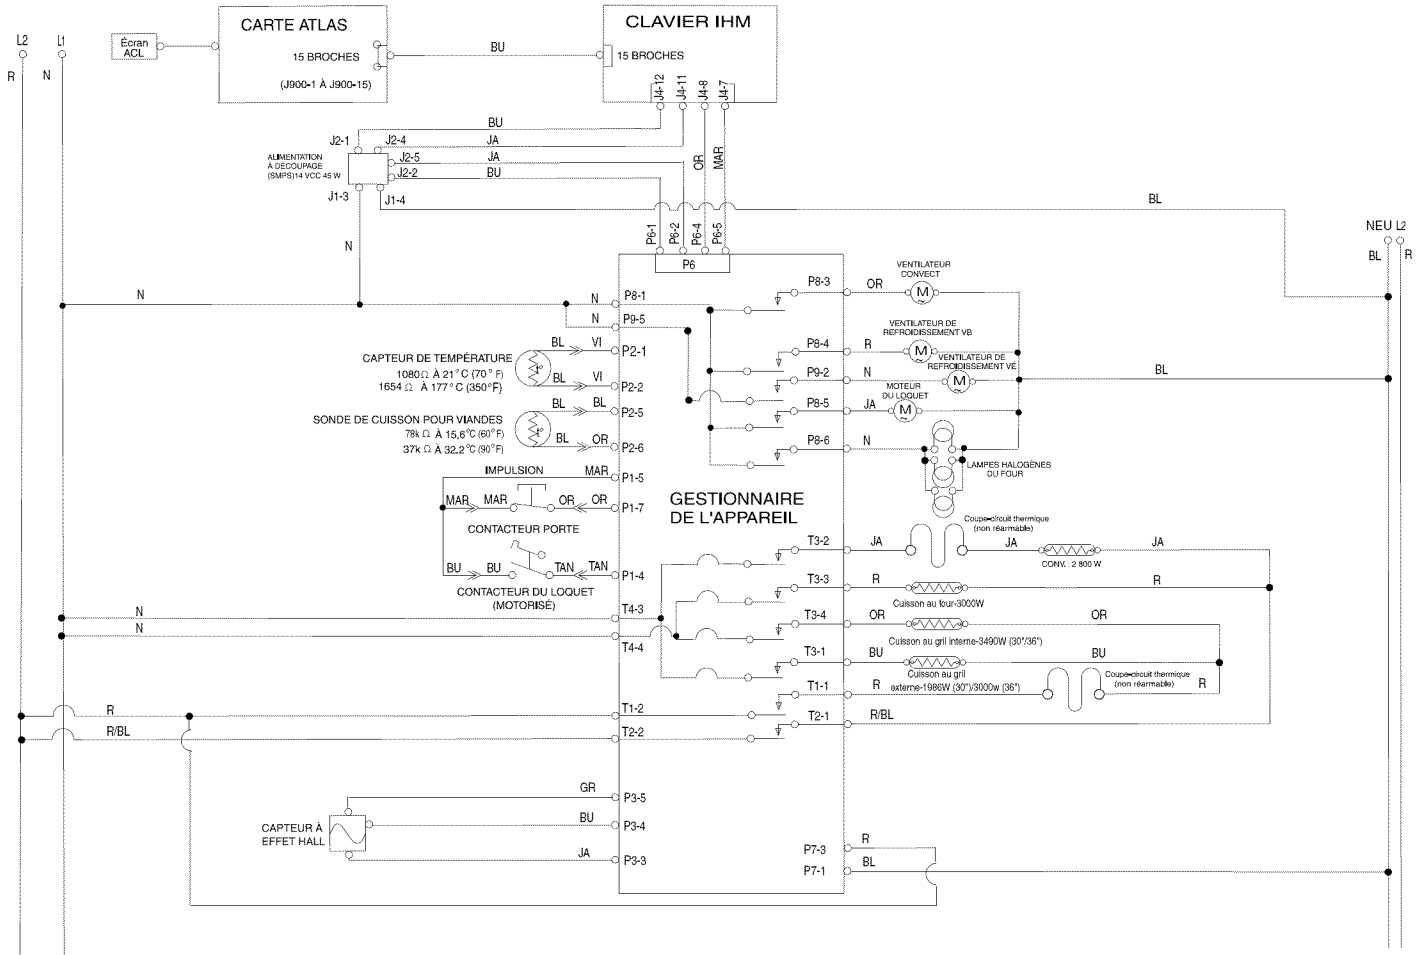 CARTE ATLAS
CLAVIER IHM
L2
L1
Écran
ACL
15 BROCHES
BU
15 BROCHES
R
N
(J900-1 À J900-15)
J4-12
J4-11
J4-8
J4-7
BU
J2-1
J2-4
JA
ALIMENTATION
À DÉCOUPAGE
(SMPS)14 VCC 45 W
J2-5
JA
OR
MAR
J2-2
BU
J1-3
J1-4
BL
NEU
L2
N
P6-1
P6-2
P6-4
P6-5
BL
R
P6
VENTILATEUR
CONVECT
N
N
P8-1
P8-3
OR
M
N
P9-5
VENTILATEUR DE
REFROIDISSEMENT VB
CAPTEUR DE TEMPÉRATURE
1080Ω À 21°C (70°F)
1654 Ω À 177°C (350°F)
BL
VI
P2-1
P8-4
R
M
VENTILATEUR DE
REFROIDISSEMENT VÉ
BL
VI
P2-2
P9-2
N
M
BL
MOTEUR
DU LOQUET
SONDE DE CUISSON POUR VIANDES
78k Ω À 15,6°C (60°F)
37k Ω À 32.2°C (90°F)
BL
BL
P2-5
P8-5
JA
M
BL
OR
P2-6
P8-6
N
LAMPES HALOGÈNES
DU FOUR
IMPULSION
MAR
P1-5
MAR
MAR
OR
OR
P1-7
GESTIONNAIRE
DE L'APPAREIL
CONTACTEUR PORTE
Coupe-circuit thermique
(non réarmable)
T3-2
JA
JA
JA
CONV. : 2 800 W
BU
BU
TAN
TAN
P1-4
CONTACTEUR DU LOQUET
(MOTORISÉ)
T3-3
R
R
Cuisson au four-3000W
N
T4-3
T3-4
OR
OR
Cuisson au gril interne-3490W (30"/36")
N
T4-4
T3-1
BU
BU
Cuisson au gril
externe-1986W (30")/3000w (36")
Coupe-circuit thermique
(non réarmable)
T1-1
R
R
R
T1-2
T2-1
R/BL
R/BL
T2-2
GR
P3-5
CAPTEUR À
EFFET HALL
BU
P3-4
JA
P3-3
P7-3
R
P7-1
BL